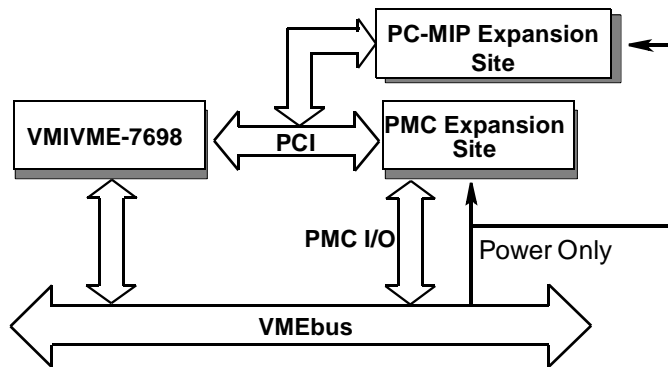 PC-MIP Expansion
Site
VMIVME-7698
PCI
PMC Expansion
Site
PMC I/O
Power Only
VMEbus